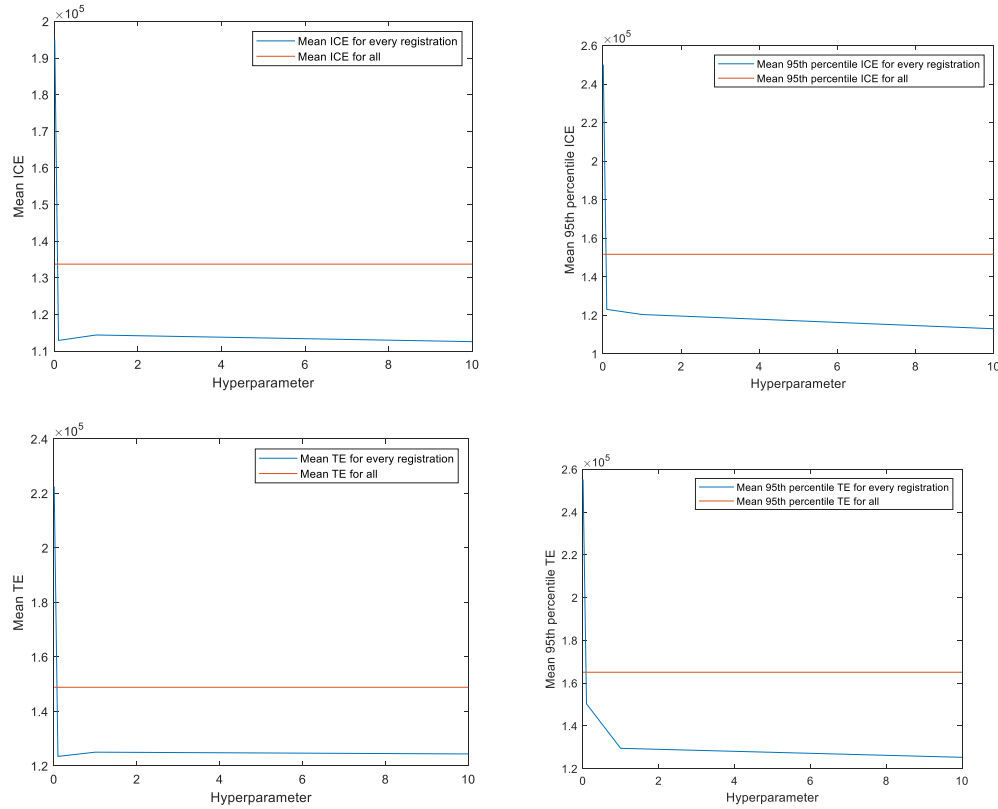 ×10^5
2
1.9
1.8
1.7
1.6
1.5
1.4
1.3
1.2
1.1
Mean ICE
Mean ICE for every registration
Mean ICE for all
0 2 4 6 8 10
Hyperparameter
×10^5
2.6
2.4
2.2
2
1.8
1.6
1.4
1.2
1
Mean 95th percentile ICE
Mean 95th percentile ICE for every registration
Mean 95th percentile ICE for all
0 2 4 6 8 10
Hyperparameter
×10^5
2.4
2.2
2
1.8
1.6
1.4
1.2
Mean TE
Mean TE for every registration
Mean TE for all
0 2 4 6 8 10
Hyperparameter
×10^5
2.6
2.4
2.2
2
1.8
1.6
1.4
1.2
Mean 95th percentile TE
Mean 95th percentile TE for every registration
Mean 95th percentile TE for all
0 2 4 6 8 10
Hyperparameter